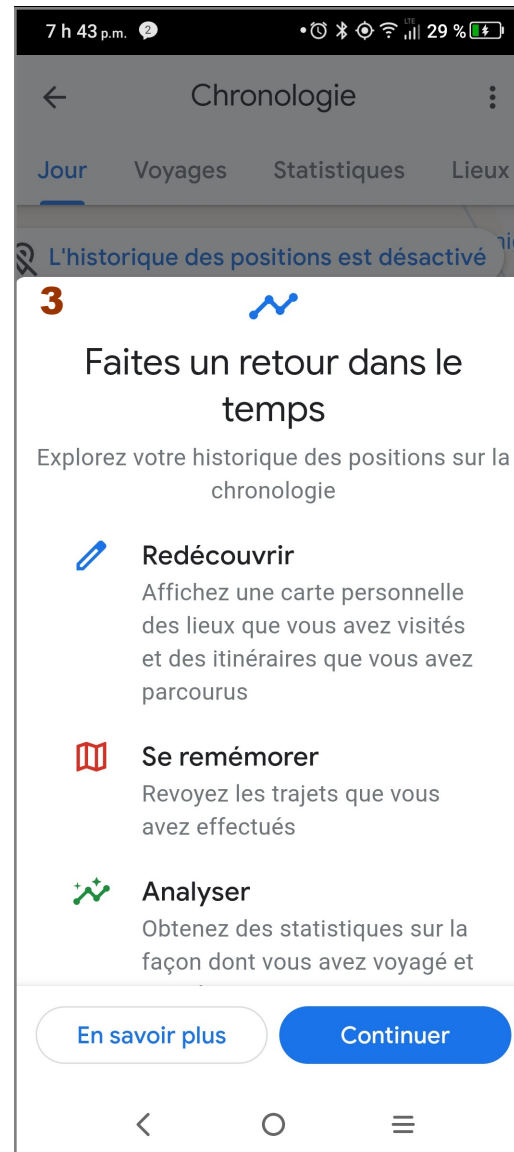 7 h 43 p.m. 2 LTE 29 %
Chronologie
Jour Voyages Statistiques Lieux
L'historique des positions est désactivé
3
Faites un retour dans le
temps
Explorez votre historique des positions sur la
chronologie
Redécouvrir
Affichez une carte personnelle
des lieux que vous avez visités
et des itinéraires que vous avez
parcourus
Se remémorer
Revoyez les trajets que vous
avez effectués
Analyser
Obtenez des statistiques sur la
façon dont vous avez voyagé et
En savoir plus Continuer